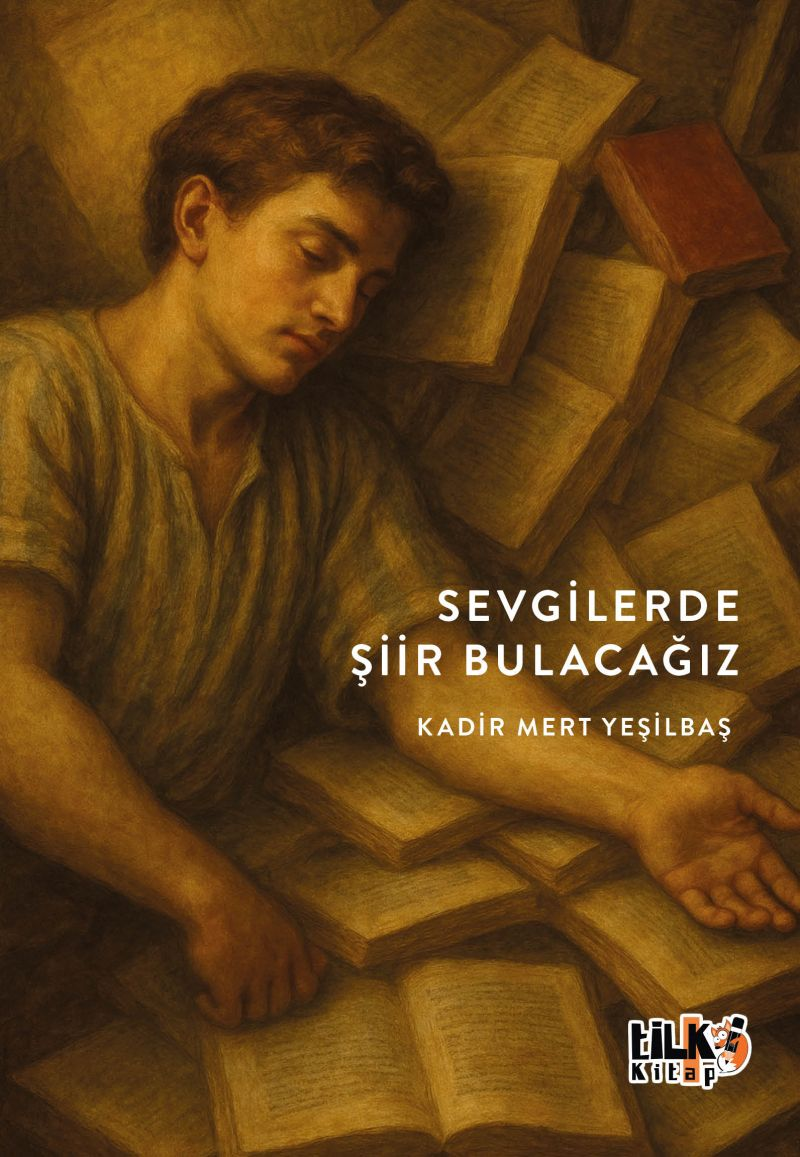 SEVGİLERDE
ŞİİR BULACAĞIZ
KADİR MERT YEŞİLBAŞ
tiLKi
Kitap